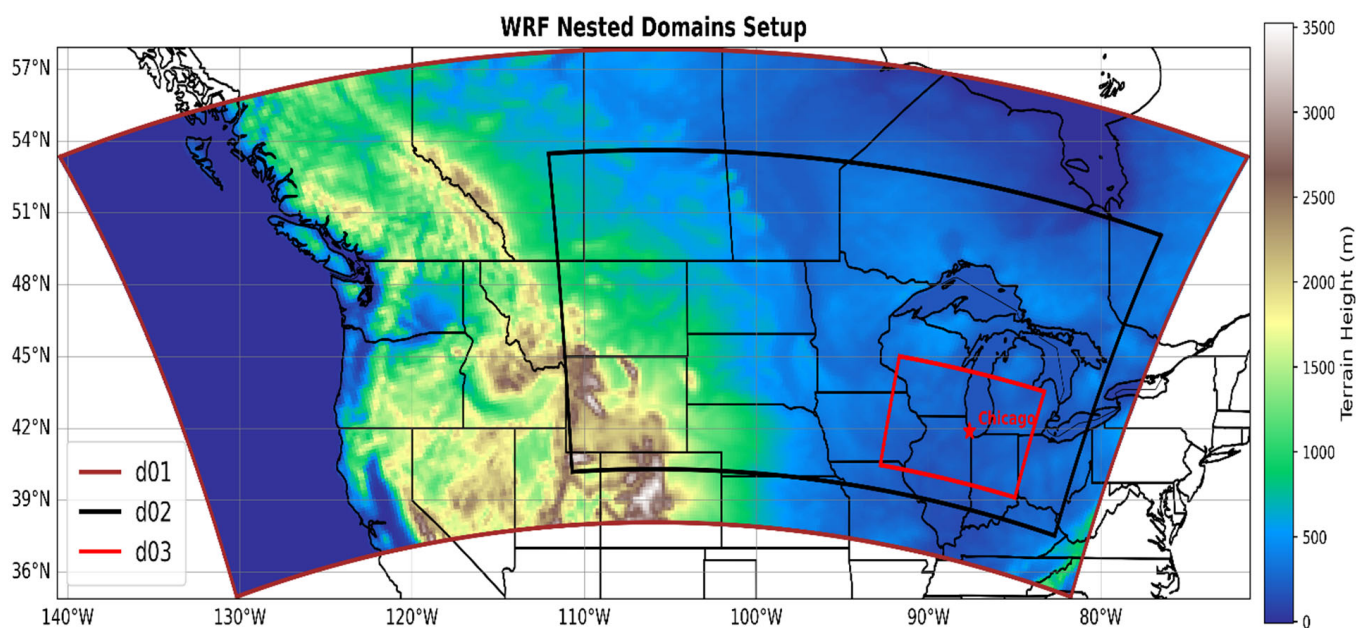 WRF Nested Domains Setup
57°N
54°N
51°N
48°N
45°N
42°N
39°N
36°N
140°W
130°W
120°W
110°W
100°W
90°W
80°W
Chicago
d01
d02
d03
3500
3000
2500
2000
1500
1000
500
0
Terrain Height (m)